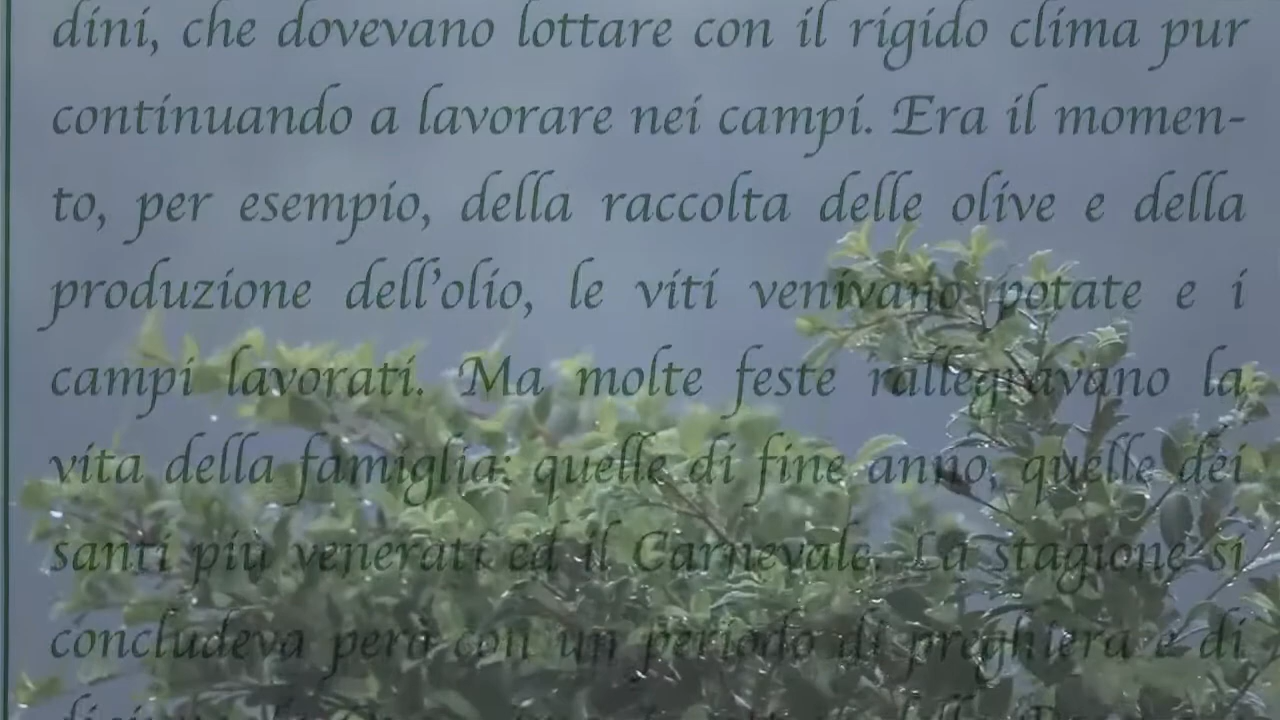 dini, che dovevano lottare con il rigido clima pur
continuando a lavorare nei campi. Era il momen-
to, per esempio, della raccolta delle olive e della
produzione dell'olio, le viti venivano potate e i
campi lavorati. Ma molte feste rallegravano la
vita della famiglia: quelle di fine anno, quelle dei
santi più venerati ed il Carnevale. La stagione si
concludeva però con un periodo di preghiera e di